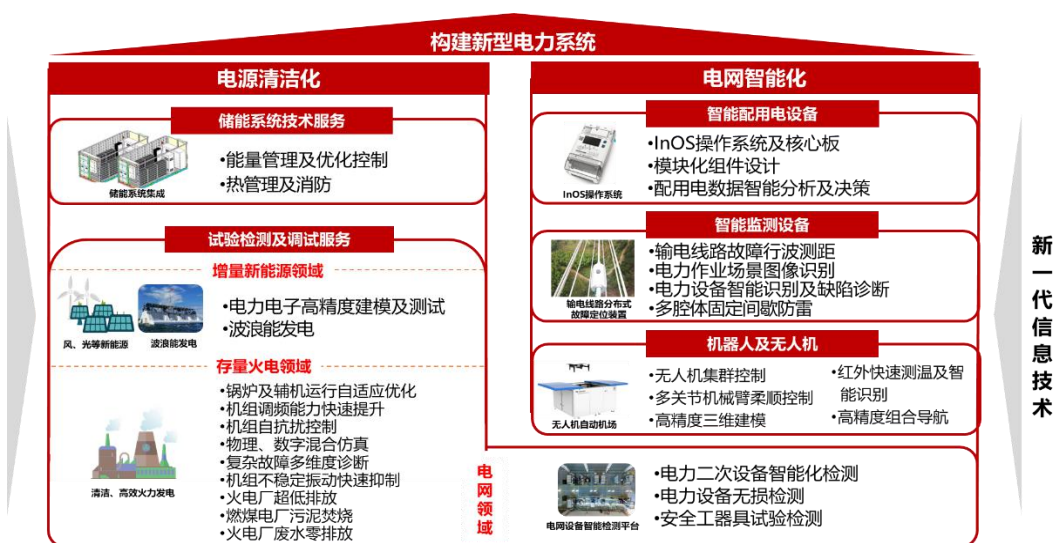 构建新型电力系统
电源清洁化
储能系统技术服务
储能系统集成
•能量管理及优化控制
•热管理及消防
试验检测及调试服务
增量新能源领域
风、光等新能源
波浪能发电
•电力电子高精度建模及测试
•波浪能发电
存量火电领域
清洁、高效火力发电
•锅炉及辅机运行自适应优化
•机组调频能力快速提升
•机组自抗扰控制
•物理、数字混合仿真
•复杂故障多维度诊断
•机组不稳定振动快速抑制
•火电厂超低排放
•燃煤电厂污泥焚烧
•火电厂废水零排放
电网智能化
智能配用电设备
InOS操作系统
•InOS操作系统及核心板
•模块化组件设计
•配用电数据智能分析及决策
智能监测设备
输电线路分布式
故障定位装置
•输电线路故障行波测距
•电力作业场景图像识别
•电力设备智能识别及缺陷诊断
•多腔体固定间歇防雷
机器人及无人机
无人机自动机场
•无人机集群控制
•多关节机械臂柔顺控制
•高精度三维建模
•红外快速测温及智
能识别
•高精度组合导航
电网领域
电网设备智能检测平台
•电力二次设备智能化检测
•电力设备无损检测
•安全工器具试验检测
新一代信息技术